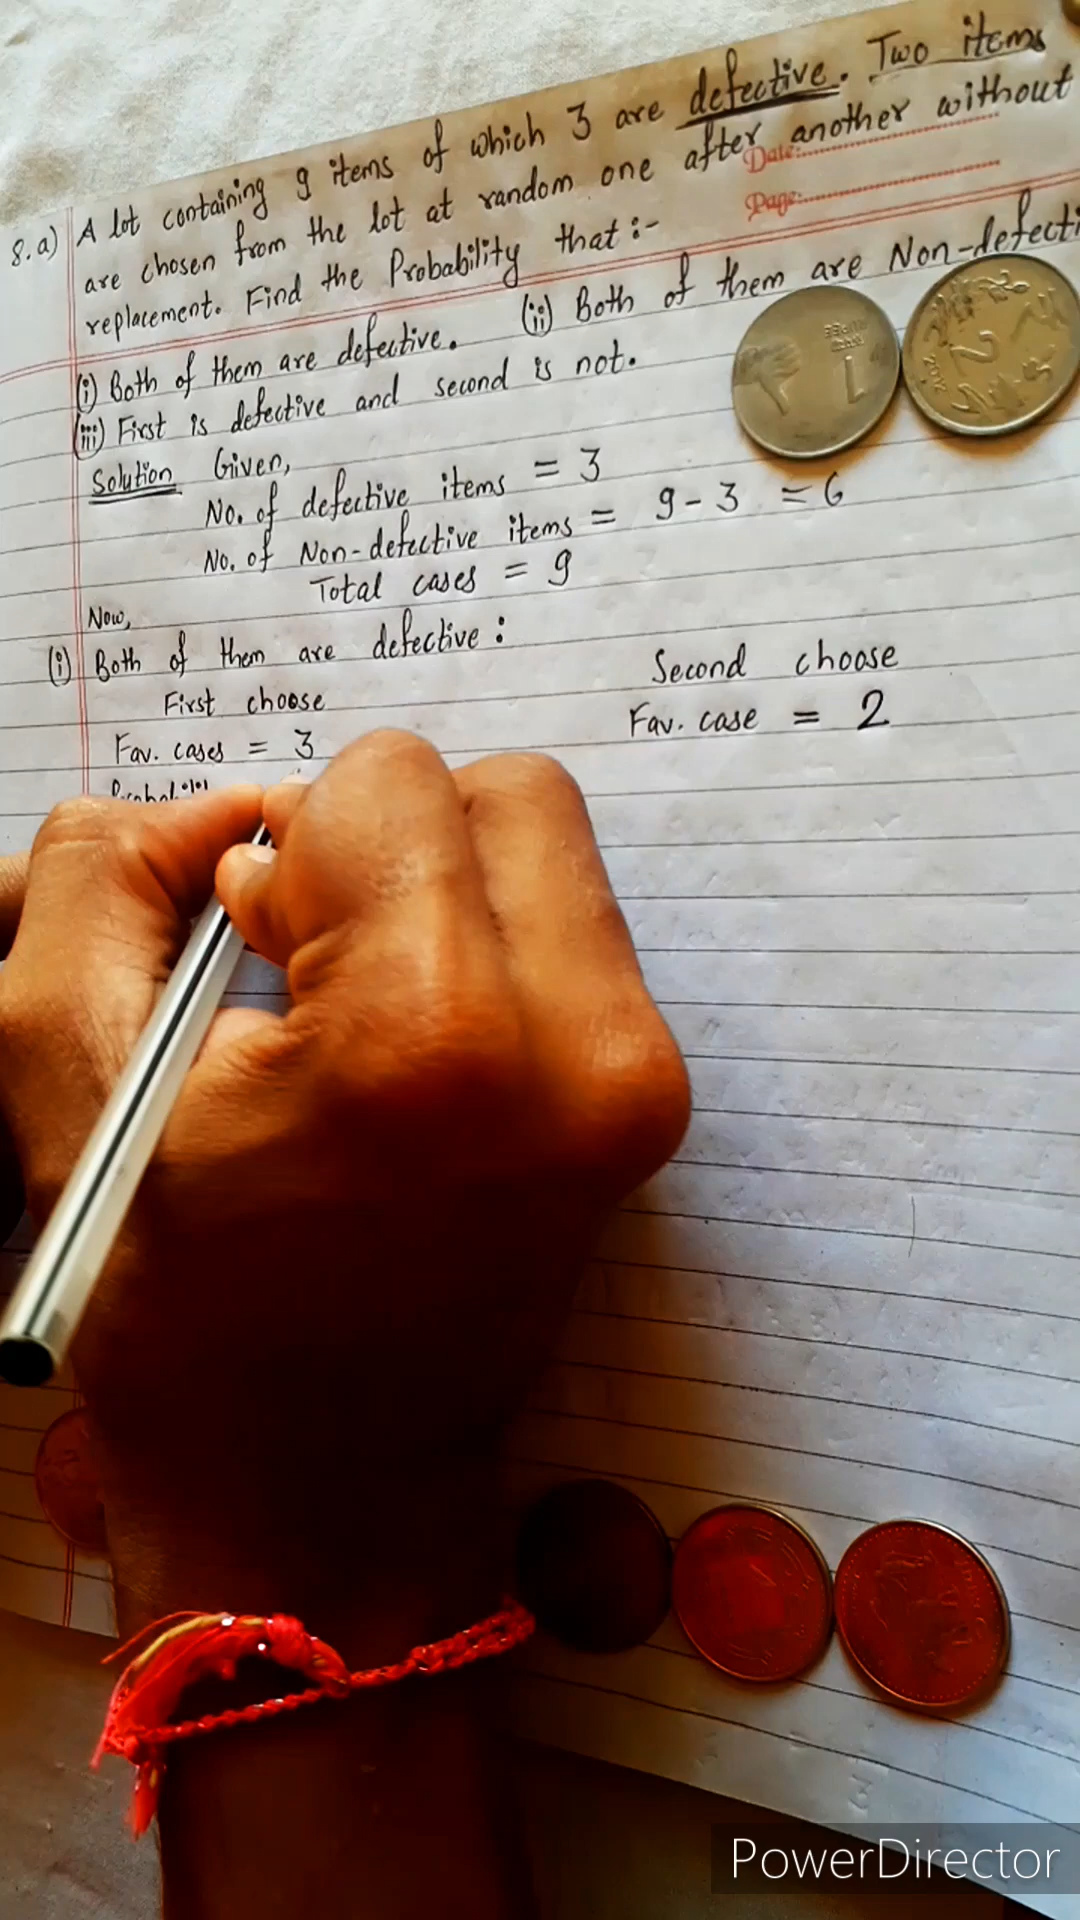 8.a) A lot containing 9 items of which 3 are defective. Two items
are chosen from the lot at random one after another without
replacement. Find the Probability that :-
Date:
Page:
(i) Both of them are defective. (ii) Both of them are Non-defecti
(iii) First is defective and second is not.
Solution Given,
No. of defective items = 3
No. of Non-defective items = 9 - 3 = 6
Total cases = 9
Now,
(i) Both of them are defective :
First choose Second choose
Fav. cases = 3 Fav. case = 2
1 RUPEE
2
PowerDirector